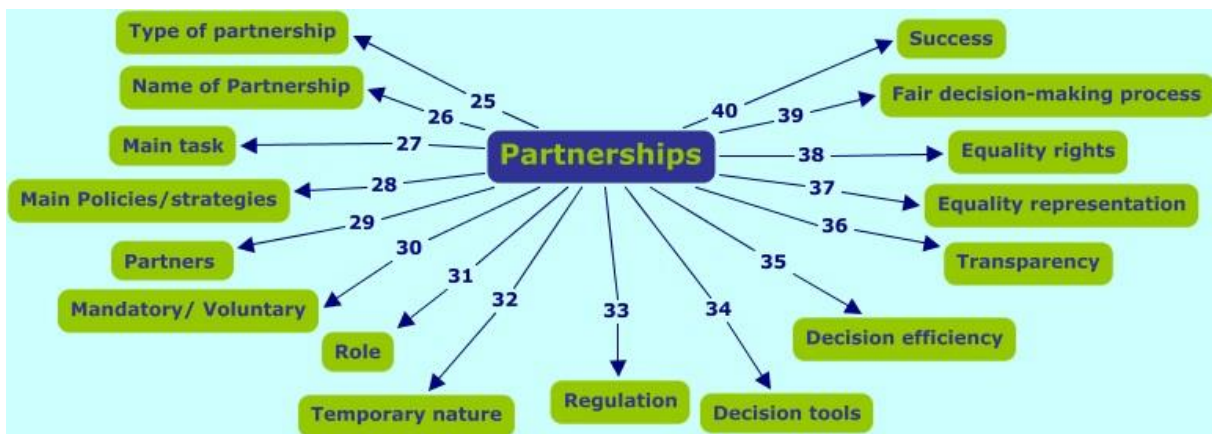 Type of partnership
Success
Name of Partnership
Fair decision-making process
25
40
26
39
Partnerships
Main task
27
38
Equality rights
28
37
Main Policies/strategies
Equality representation
29
36
Partners
30
35
Transparency
31
Mandatory/ Voluntary
32
33
34
Decision efficiency
Role
Temporary nature
Regulation
Decision tools